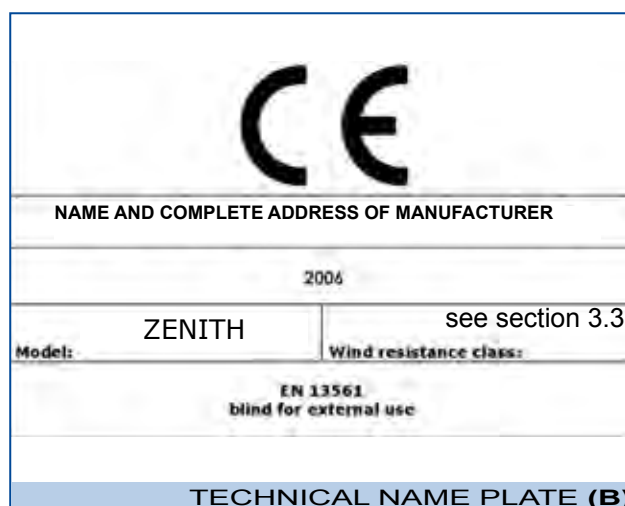 CE
NAME AND COMPLETE ADDRESS OF MANUFACTURER
2006
ZENITH
Model:
see section 3.3
Wind resistance class:
EN 13561
blind for external use
TECHNICAL NAME PLATE (B)